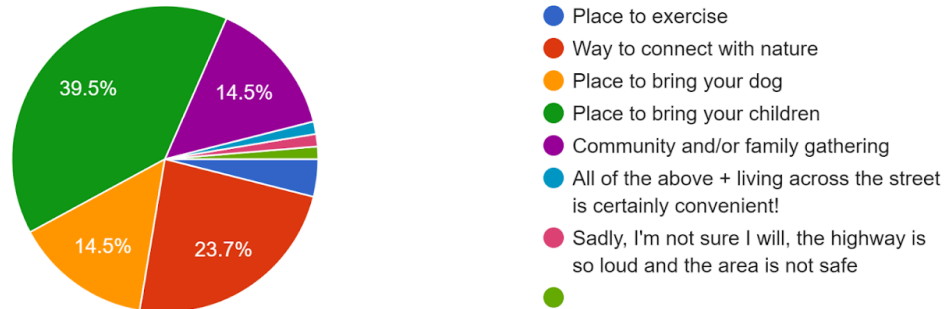 39.5%
14.5%
14.5%
23.7%
Place to exercise
Way to connect with nature
Place to bring your dog
Place to bring your children
Community and/or family gathering
All of the above + living across the street
is certainly convenient!
Sadly, I'm not sure I will, the highway is
so loud and the area is not safe